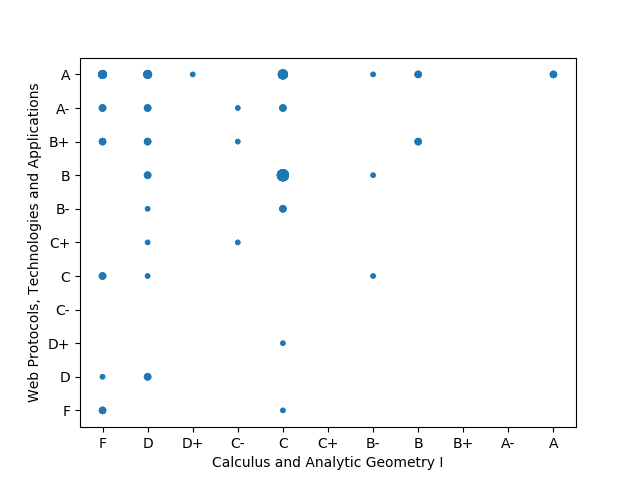 Web Protocols, Technologies and Applications
A
A-
B+
B
B-
C+
C
C-
D+
D
F
F D D+ C- C C+ B- B B+ A- A
Calculus and Analytic Geometry I